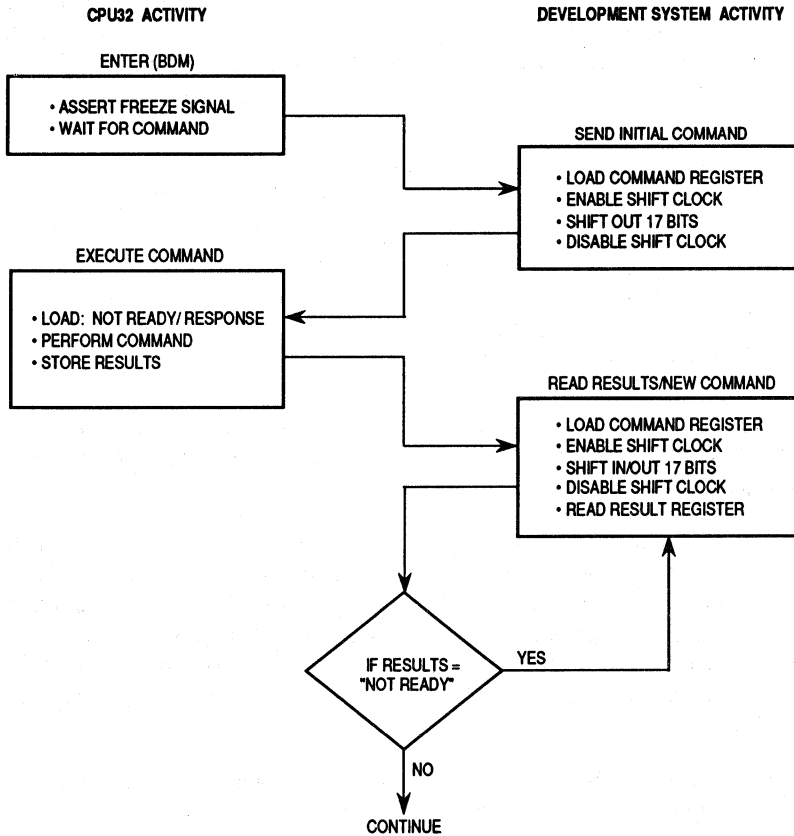 CPU32 ACTIVITY
DEVELOPMENT SYSTEM ACTIVITY
ENTER (BDM)
• ASSERT FREEZE SIGNAL
• WAIT FOR COMMAND
SEND INITIAL COMMAND
• LOAD COMMAND REGISTER
• ENABLE SHIFT CLOCK
• SHIFT OUT 17 BITS
• DISABLE SHIFT CLOCK
EXECUTE COMMAND
• LOAD: NOT READY/ RESPONSE
• PERFORM COMMAND
• STORE RESULTS
READ RESULTS/NEW COMMAND
• LOAD COMMAND REGISTER
• ENABLE SHIFT CLOCK
• SHIFT IN/OUT 17 BITS
• DISABLE SHIFT CLOCK
• READ RESULT REGISTER
IF RESULTS =
"NOT READY"
YES
NO
CONTINUE